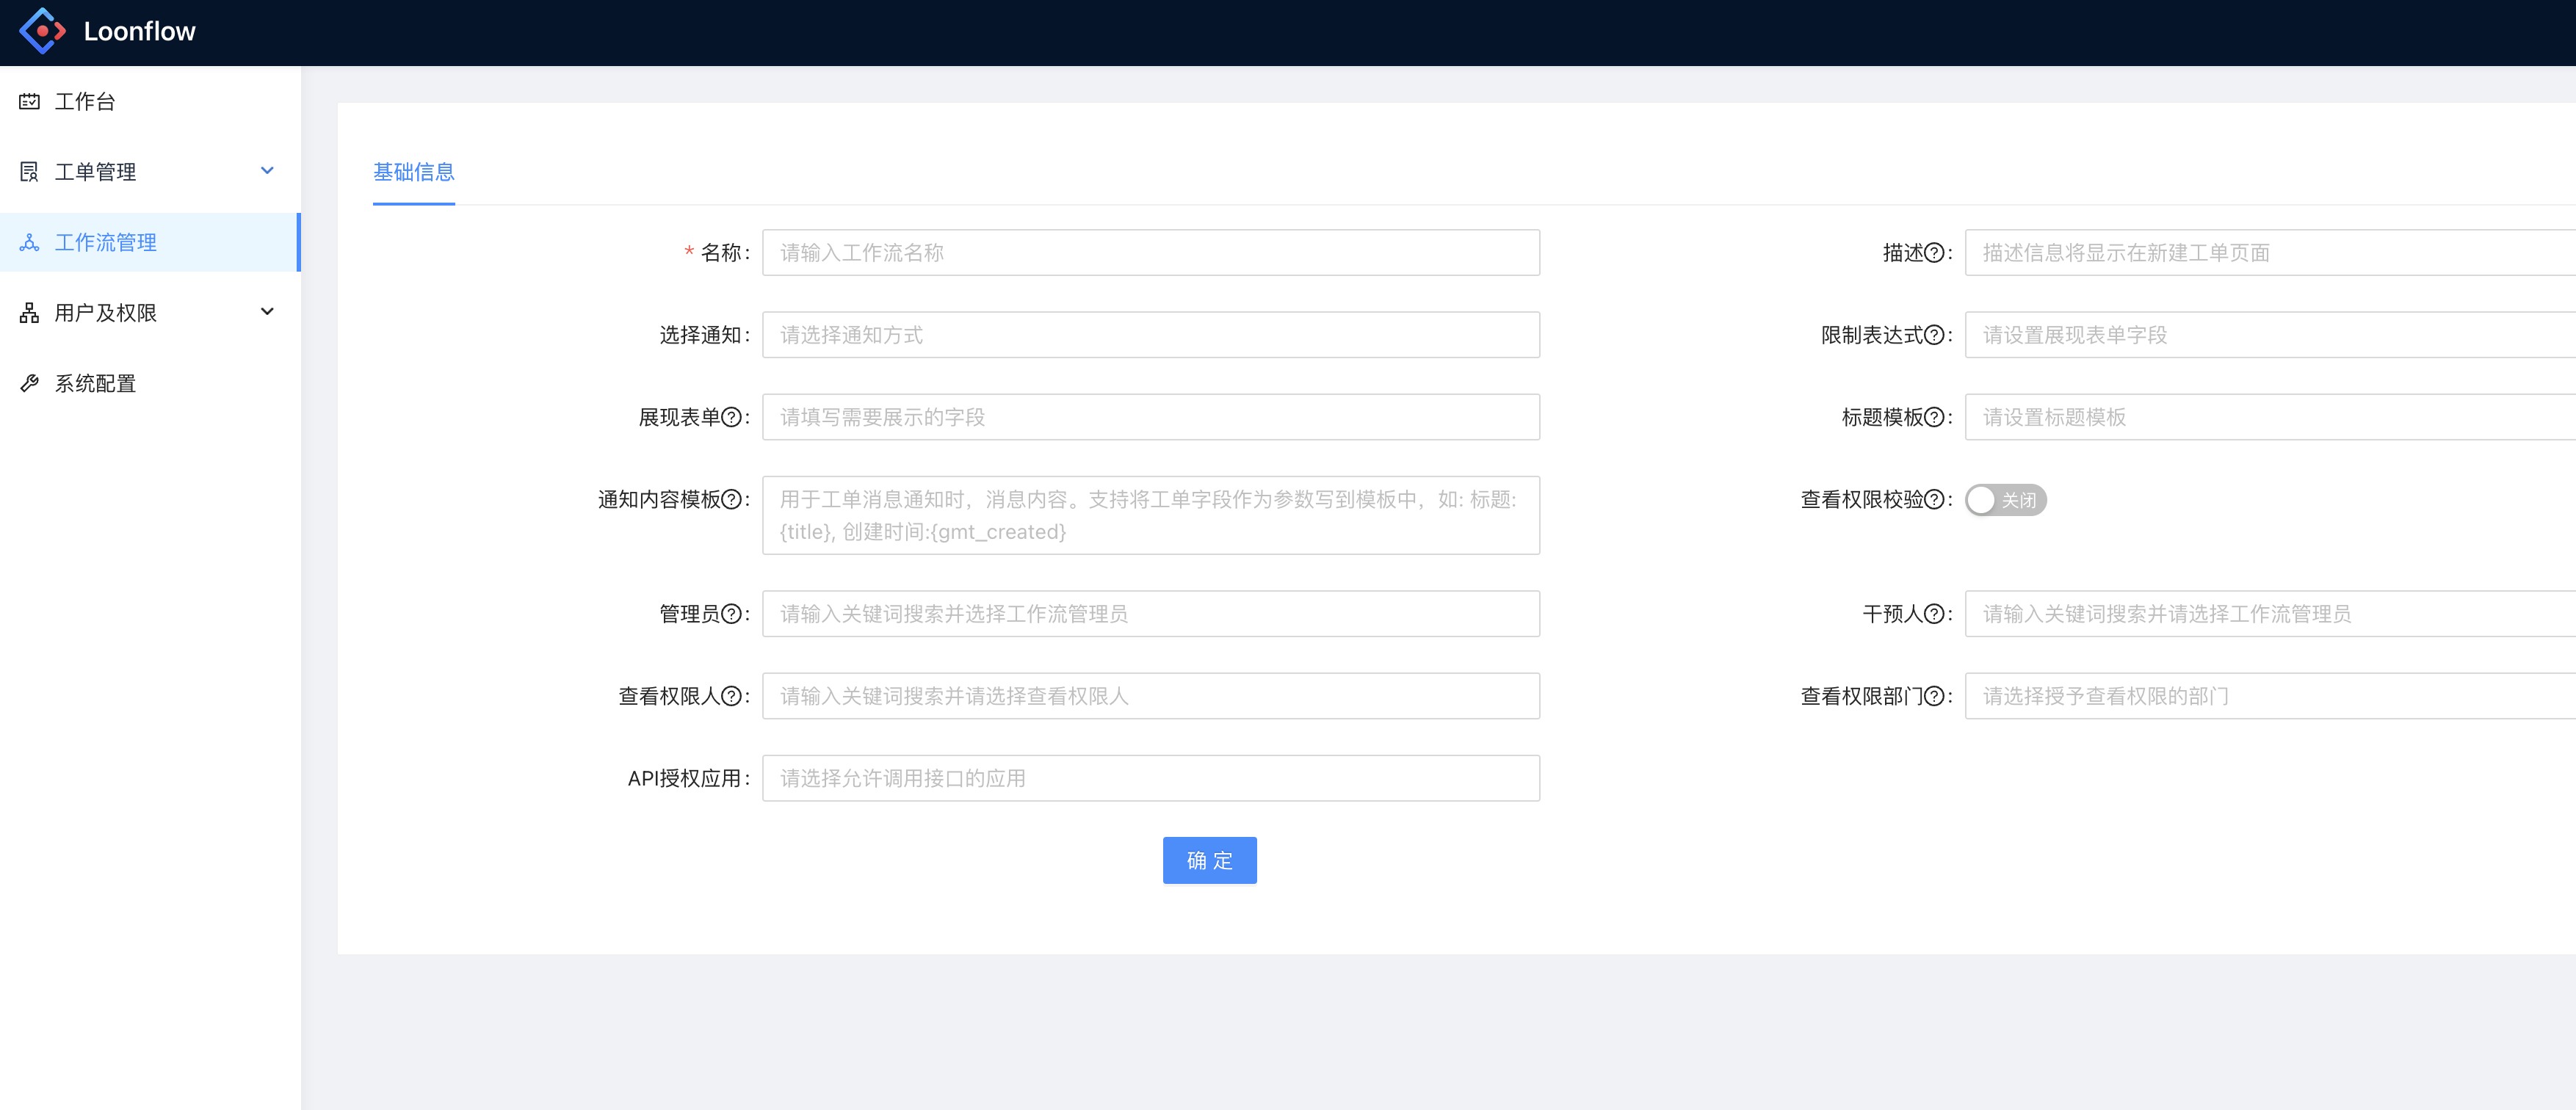 Loonflow
工作台
工单管理
工作流管理
用户及权限
系统配置
基础信息
* 名称: 请输入工作流名称
描述?: 描述信息将显示在新建工单页面
选择通知: 请选择通知方式
限制表达式?: 请设置展现表单字段
展现表单?: 请填写需要展示的字段
标题模板?: 请设置标题模板
通知内容模板?: 用于工单消息通知时，消息内容。支持将工单字段作为参数写到模板中，如: 标题:
{title}, 创建时间:{gmt_created}
查看权限校验?: 关闭
管理员?: 请输入关键词搜索并选择工作流管理员
干预人?: 请输入关键词搜索并请选择工作流管理员
查看权限人?: 请输入关键词搜索并请选择查看权限人
查看权限部门?: 请选择授予查看权限的部门
API授权应用: 请选择允许调用接口的应用
确 定